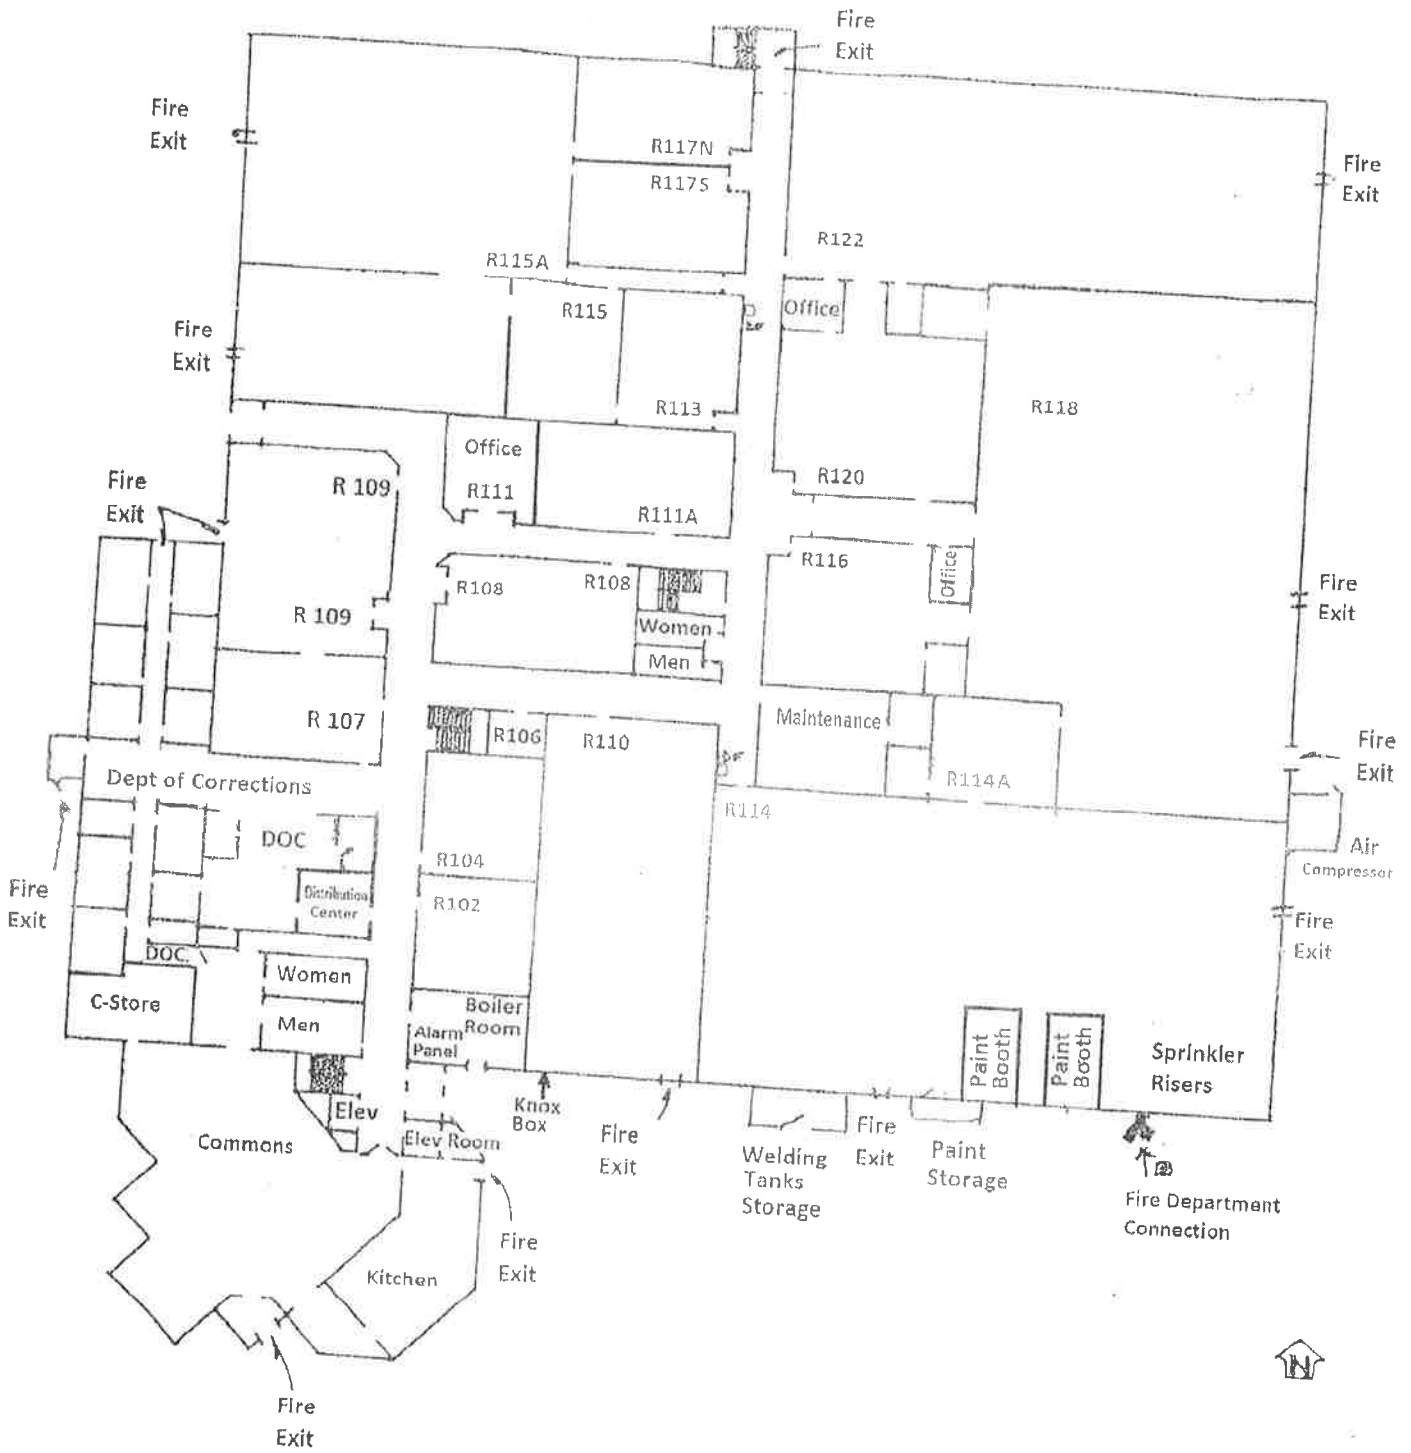 Fire
Exit
Fire
Exit
R117N
R117S
Fire
Exit
R122
R115A
R115
Office
Fire
Exit
R113
R118
Office
R120
Fire
Exit
R 109
R111
R111A
R116
Office
R108
R108
Fire
Exit
R 109
Women
Men
R 107
R106
R110
Maintenance
Fire
Exit
Dept of Corrections
R114A
R114
DOC
Air
Compressor
R104
Fire
Exit
Distribution
Center
R102
Fire
Exit
DOC
Women
C-Store
Men
Boiler
Room
Alarm
Panel
Paint
Booth
Paint
Booth
Sprinkler
Risers
Elev
Knox
Box
Commons
Elev Room
Fire
Exit
Welding
Tanks
Storage
Fire
Exit
Paint
Storage
Fire Department
Connection
Fire
Exit
Kitchen
N
Fire
Exit